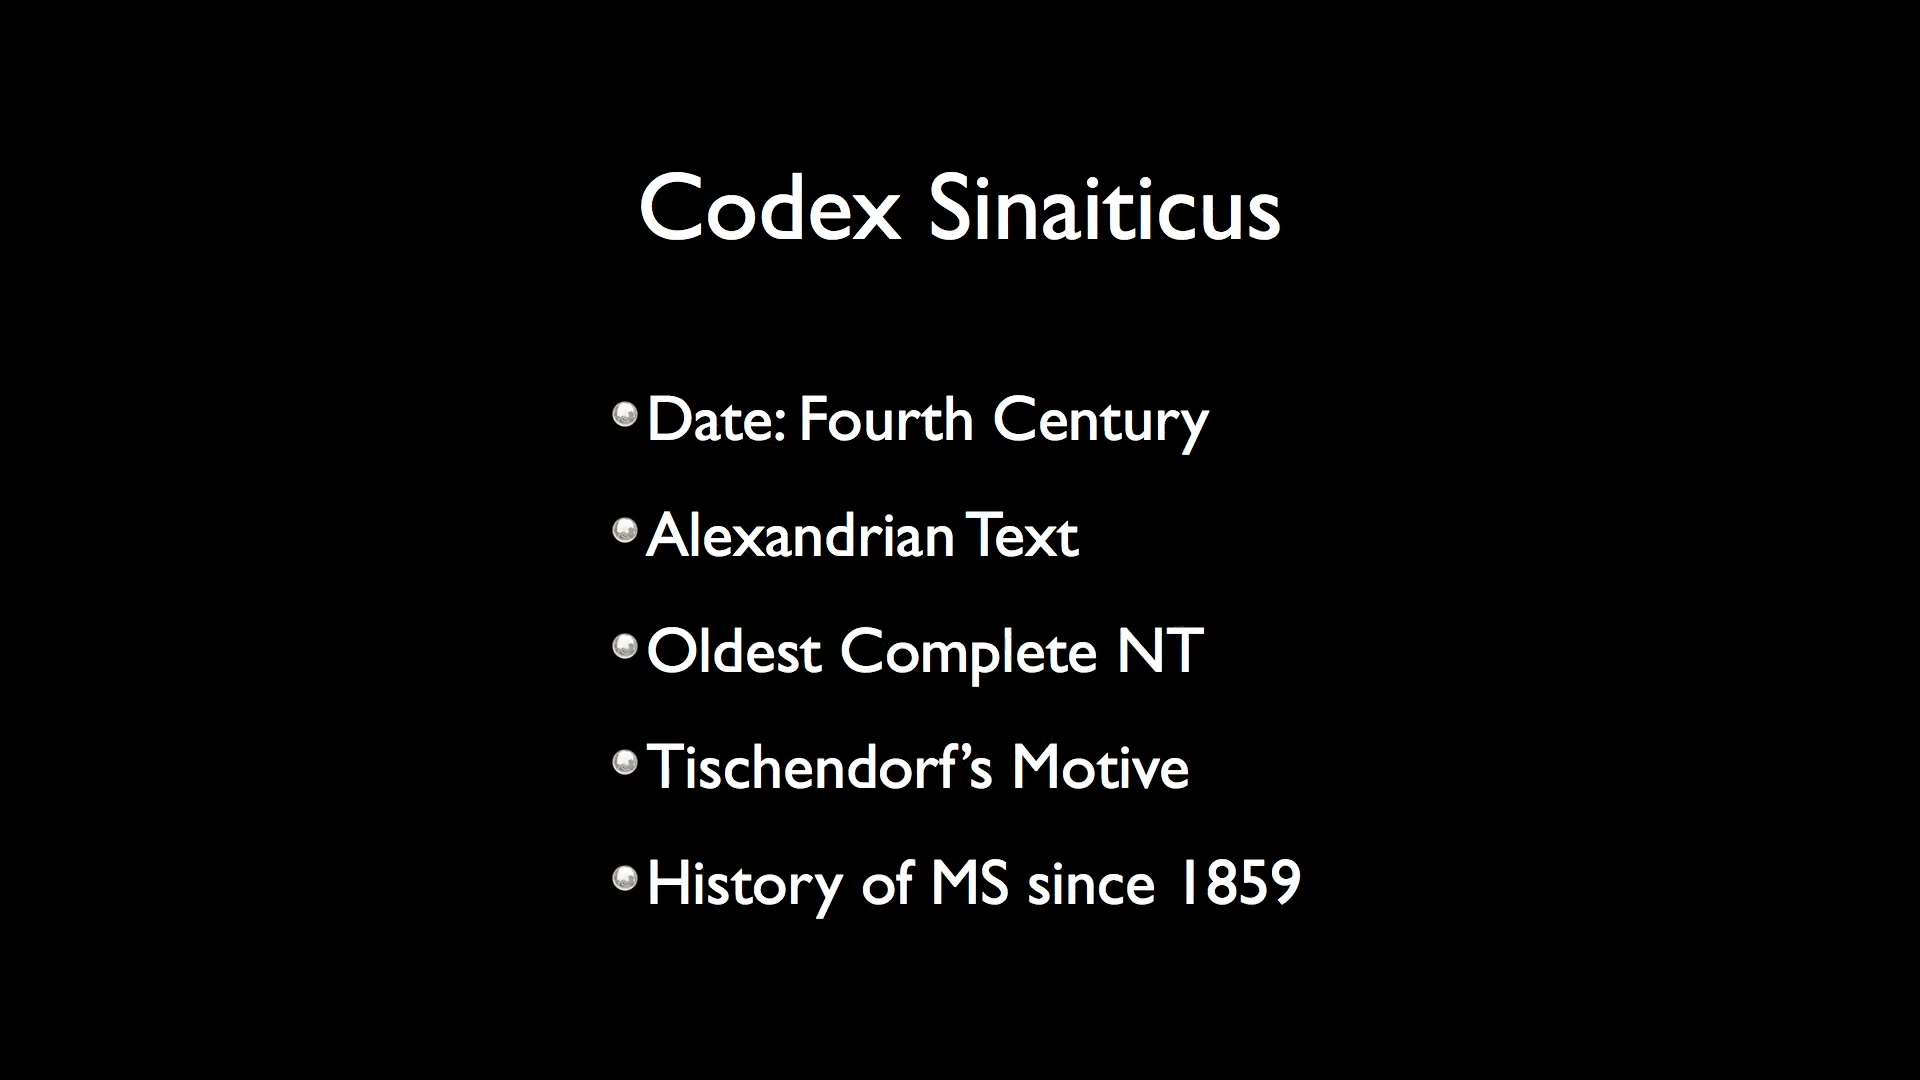 Codex Sinaiticus
Date: Fourth Century
Alexandrian Text
Oldest Complete NT
Tischendorf’s Motive
History of MS since 1859